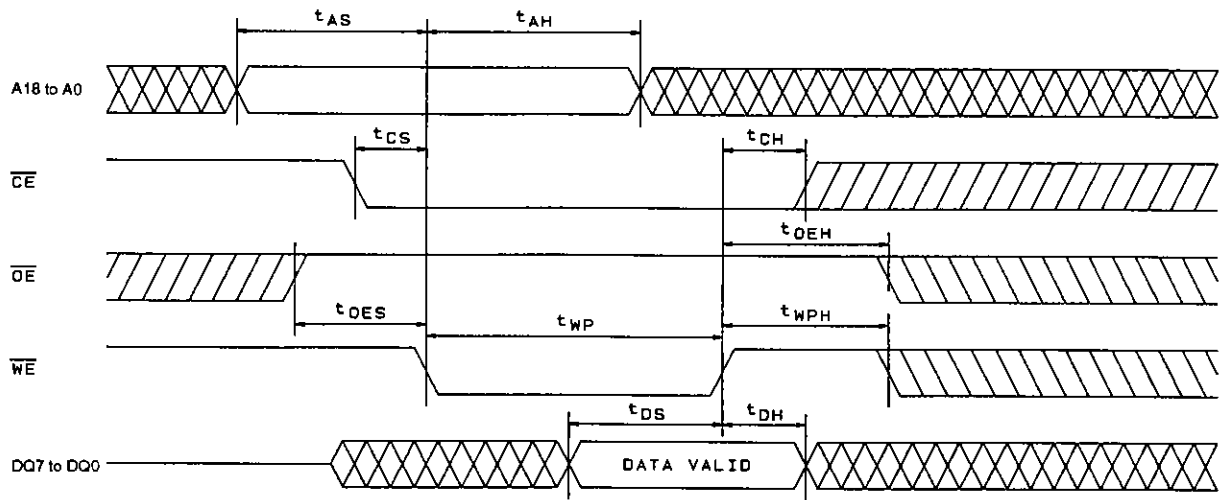 tAS tAH
A18 to A0
tCS tCH
CE
tOEH
OE
tOES tWP tWPH
WE
tDS tDH
DQ7 to DQ0 DATA VALID